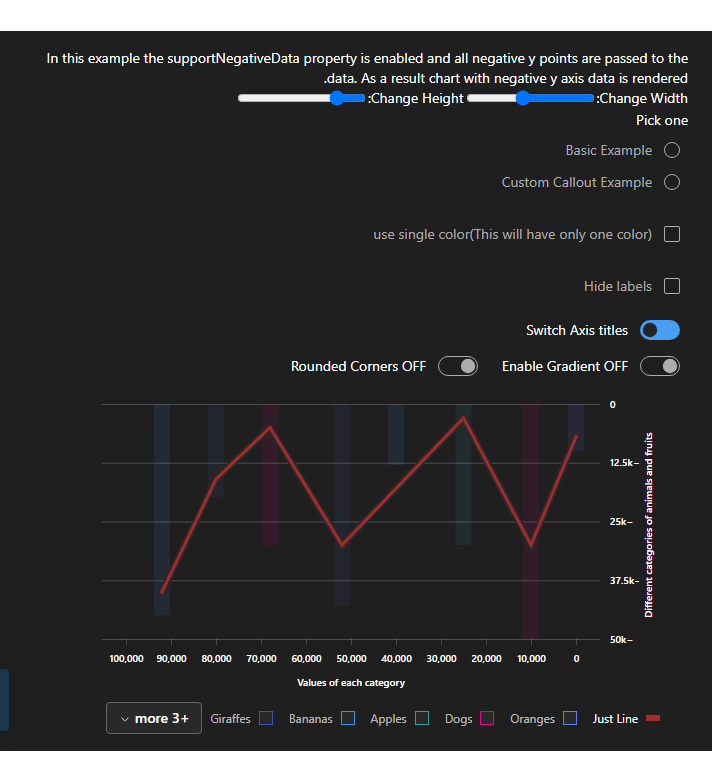 In this example the supportNegativeData property is enabled and all negative y points are passed to the
.data. As a result chart with negative y axis data is rendered
:Change Height :Change Width
Pick one
Basic Example
Custom Callout Example
use single color(This will have only one color)
Hide labels
Switch Axis titles
Rounded Corners OFF Enable Gradient OFF
0
12.5k–
25k–
37.5k–
50k–
Different categories of animals and fruits
100,000 90,000 80,000 70,000 60,000 50,000 40,000 30,000 20,000 10,000 0
Values of each category
more 3+ Giraffes Bananas Apples Dogs Oranges Just Line